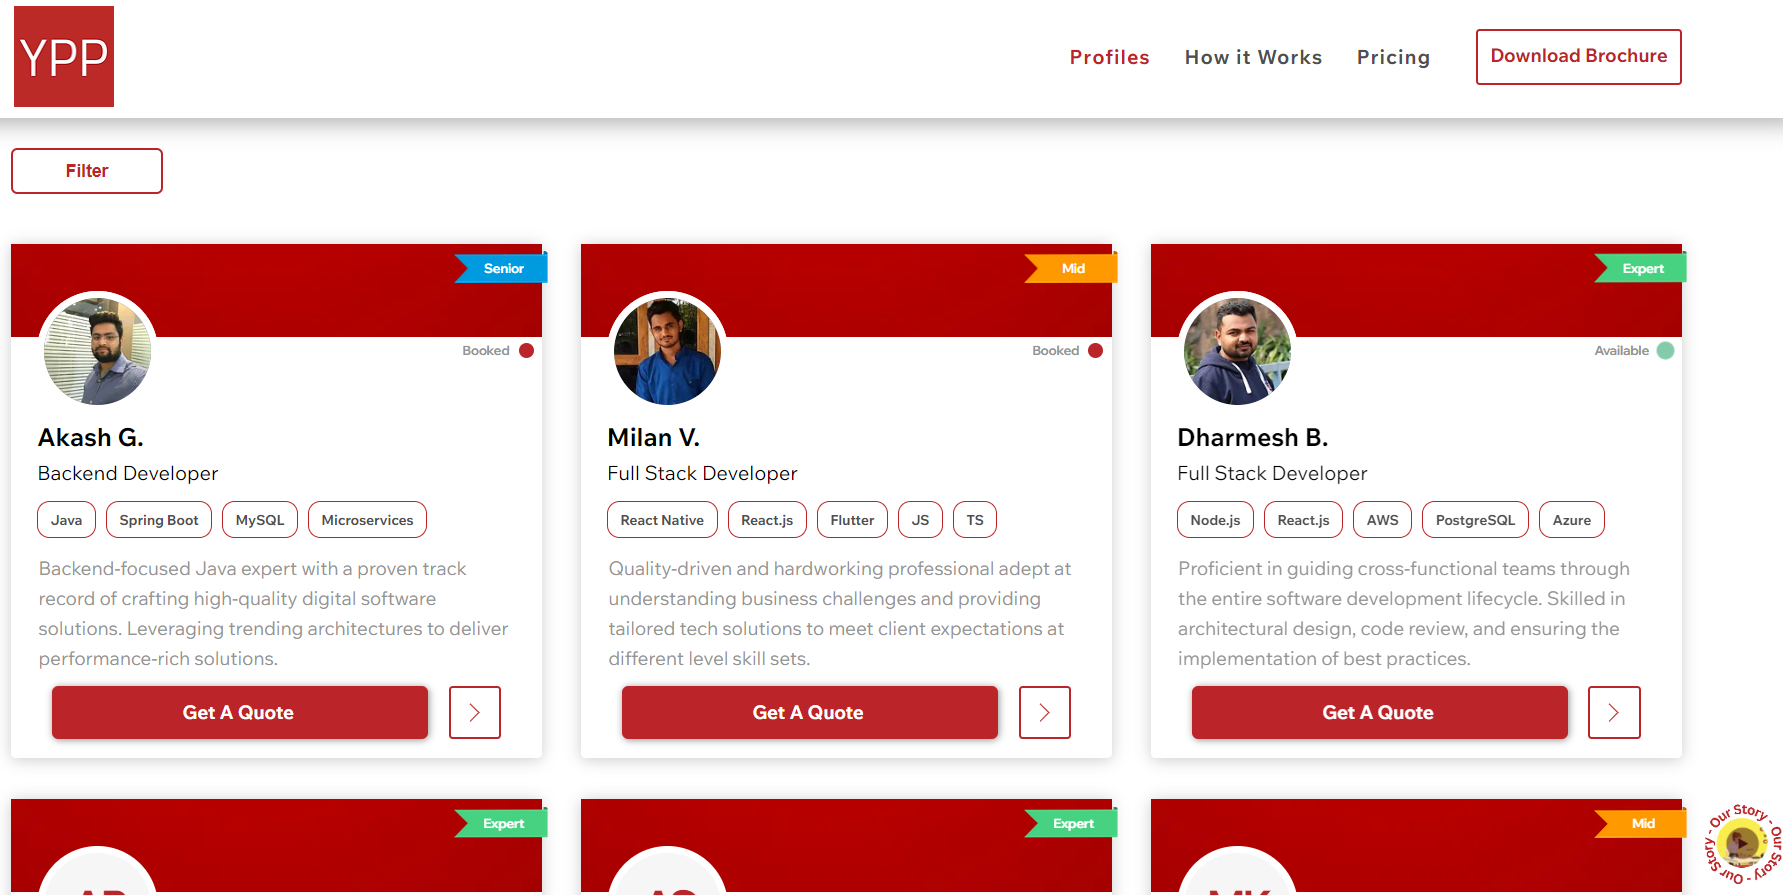 YPP
Profiles
How it Works
Pricing
Download Brochure
Filter
Senior
Booked
Akash G.
Backend Developer
Java
Spring Boot
MySQL
Microservices
Backend-focused Java expert with a proven track
record of crafting high-quality digital software
solutions. Leveraging trending architectures to deliver
performance-rich solutions.
Get A Quote
Mid
Booked
Milan V.
Full Stack Developer
React Native
React.js
Flutter
JS
TS
Quality-driven and hardworking professional adept at
understanding business challenges and providing
tailored tech solutions to meet client expectations at
different level skill sets.
Get A Quote
Expert
Available
Dharmesh B.
Full Stack Developer
Node.js
React.js
AWS
PostgreSQL
Azure
Proficient in guiding cross-functional teams through
the entire software development lifecycle. Skilled in
architectural design, code review, and ensuring the
implementation of best practices.
Get A Quote
Expert
Expert
Mid
Our Story - Our Story - Our Story -